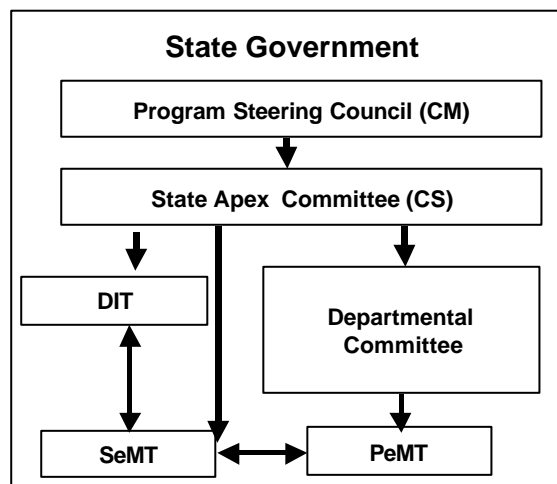 State Government
Program Steering Council (CM)
State Apex Committee (CS)
DIT
Departmental
Committee
SeMT
PeMT